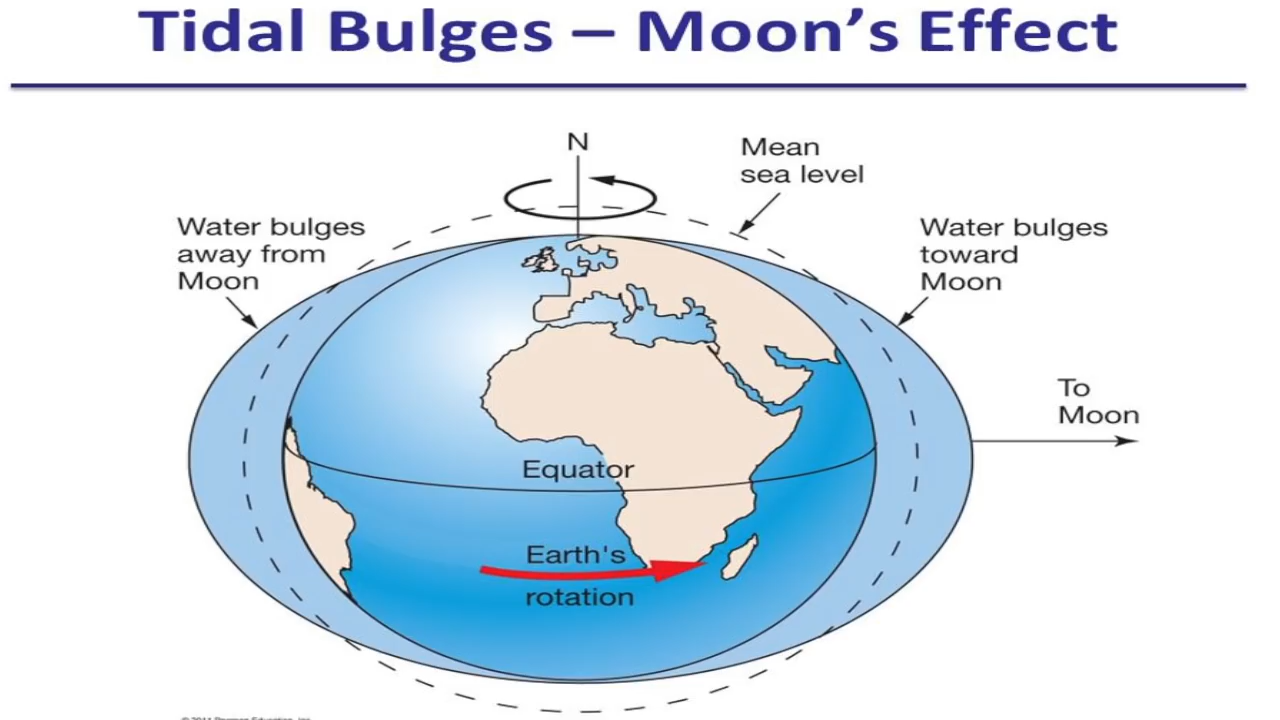 Tidal Bulges – Moon's Effect
N
Mean
sea level
Water bulges
away from
Moon
Water bulges
toward
Moon
To
Moon
Equator
Earth's
rotation